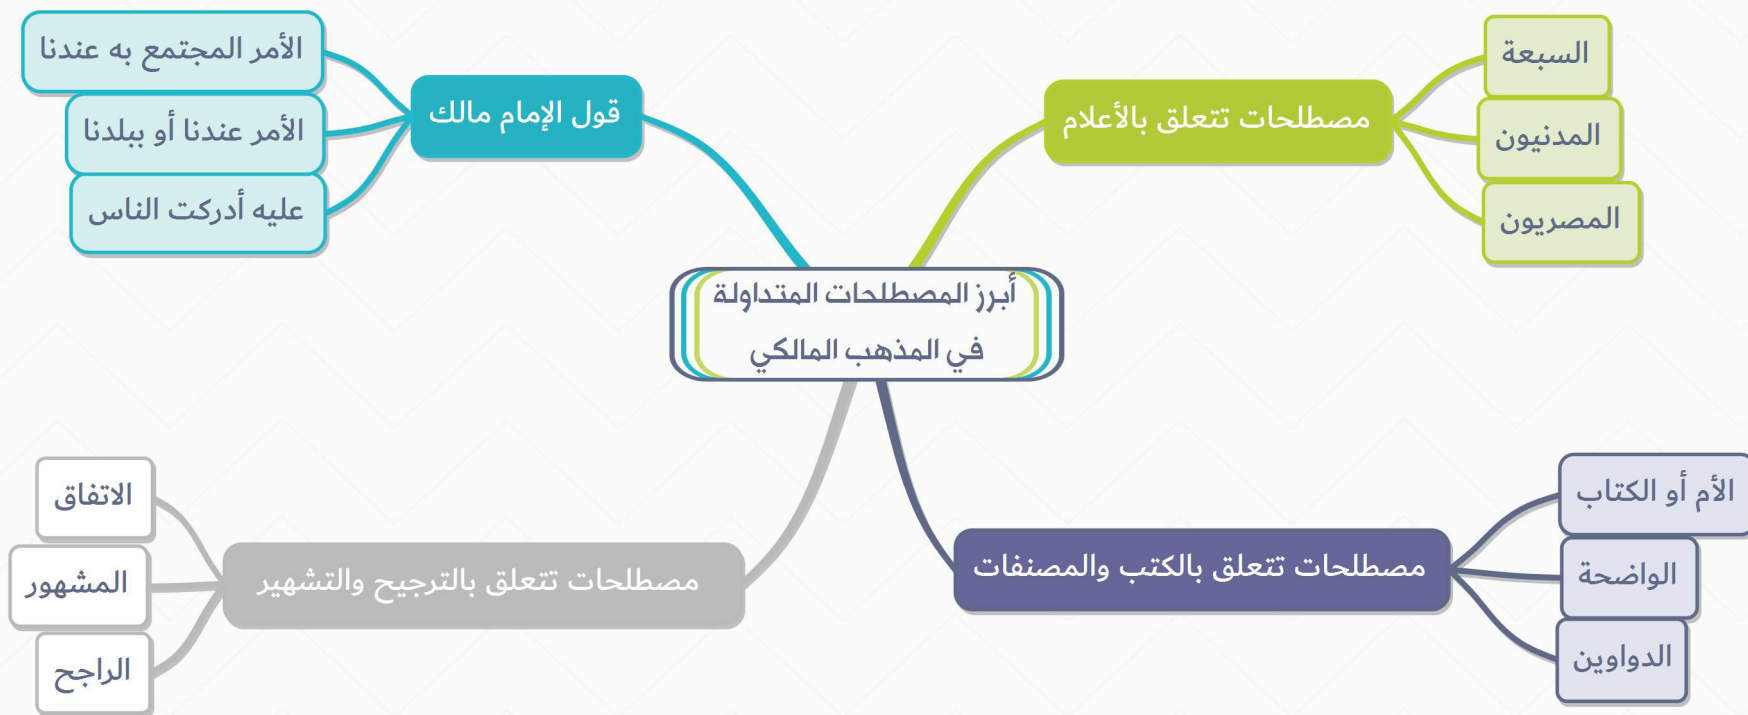 أبرز المصطلحات المتداولة
في المذهب المالكي
مصطلحات تتعلق بالأعلام
السبعة
المدنيون
المصريون
مصطلحات تتعلق بالكتب والمصنفات
الأم أو الكتاب
الواضحة
الدواوين
قول الإمام مالك
الأمر المجتمع به عندنا
الأمر عندنا أو ببلدنا
عليه أدركت الناس
مصطلحات تتعلق بالترجيح والتشهير
الاتفاق
المشهور
الراجح